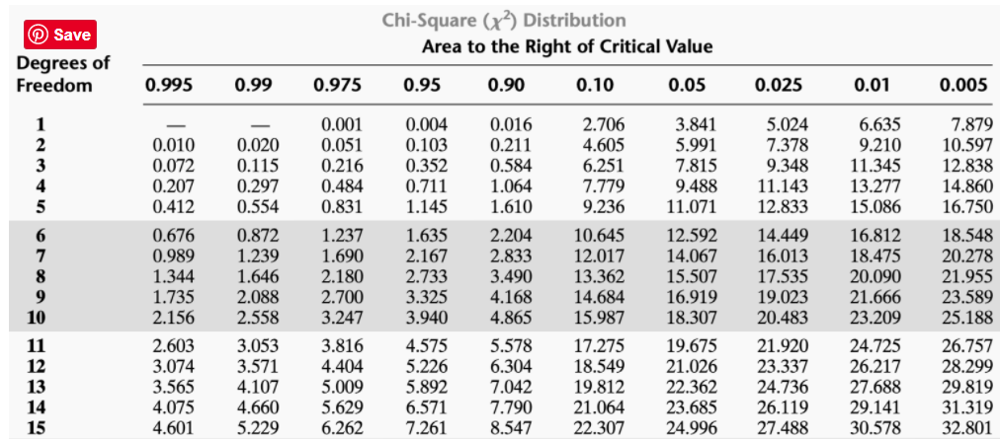 Save
Chi-Square (χ²) Distribution
Area to the Right of Critical Value
Degrees of
Freedom 0.995 0.99 0.975 0.95 0.90 0.10 0.05 0.025 0.01 0.005
1 — — 0.001 0.004 0.016 2.706 3.841 5.024 6.635 7.879
2 0.010 0.020 0.051 0.103 0.211 4.605 5.991 7.378 9.210 10.597
3 0.072 0.115 0.216 0.352 0.584 6.251 7.815 9.348 11.345 12.838
4 0.207 0.297 0.484 0.711 1.064 7.779 9.488 11.143 13.277 14.860
5 0.412 0.554 0.831 1.145 1.610 9.236 11.071 12.833 15.086 16.750
6 0.676 0.872 1.237 1.635 2.204 10.645 12.592 14.449 16.812 18.548
7 0.989 1.239 1.690 2.167 2.833 12.017 14.067 16.013 18.475 20.278
8 1.344 1.646 2.180 2.733 3.490 13.362 15.507 17.535 20.090 21.955
9 1.735 2.088 2.700 3.325 4.168 14.684 16.919 19.023 21.666 23.589
10 2.156 2.558 3.247 3.940 4.865 15.987 18.307 20.483 23.209 25.188
11 2.603 3.053 3.816 4.575 5.578 17.275 19.675 21.920 24.725 26.757
12 3.074 3.571 4.404 5.226 6.304 18.549 21.026 23.337 26.217 28.299
13 3.565 4.107 5.009 5.892 7.042 19.812 22.362 24.736 27.688 29.819
14 4.075 4.660 5.629 6.571 7.790 21.064 23.685 26.119 29.141 31.319
15 4.601 5.229 6.262 7.261 8.547 22.307 24.996 27.488 30.578 32.801